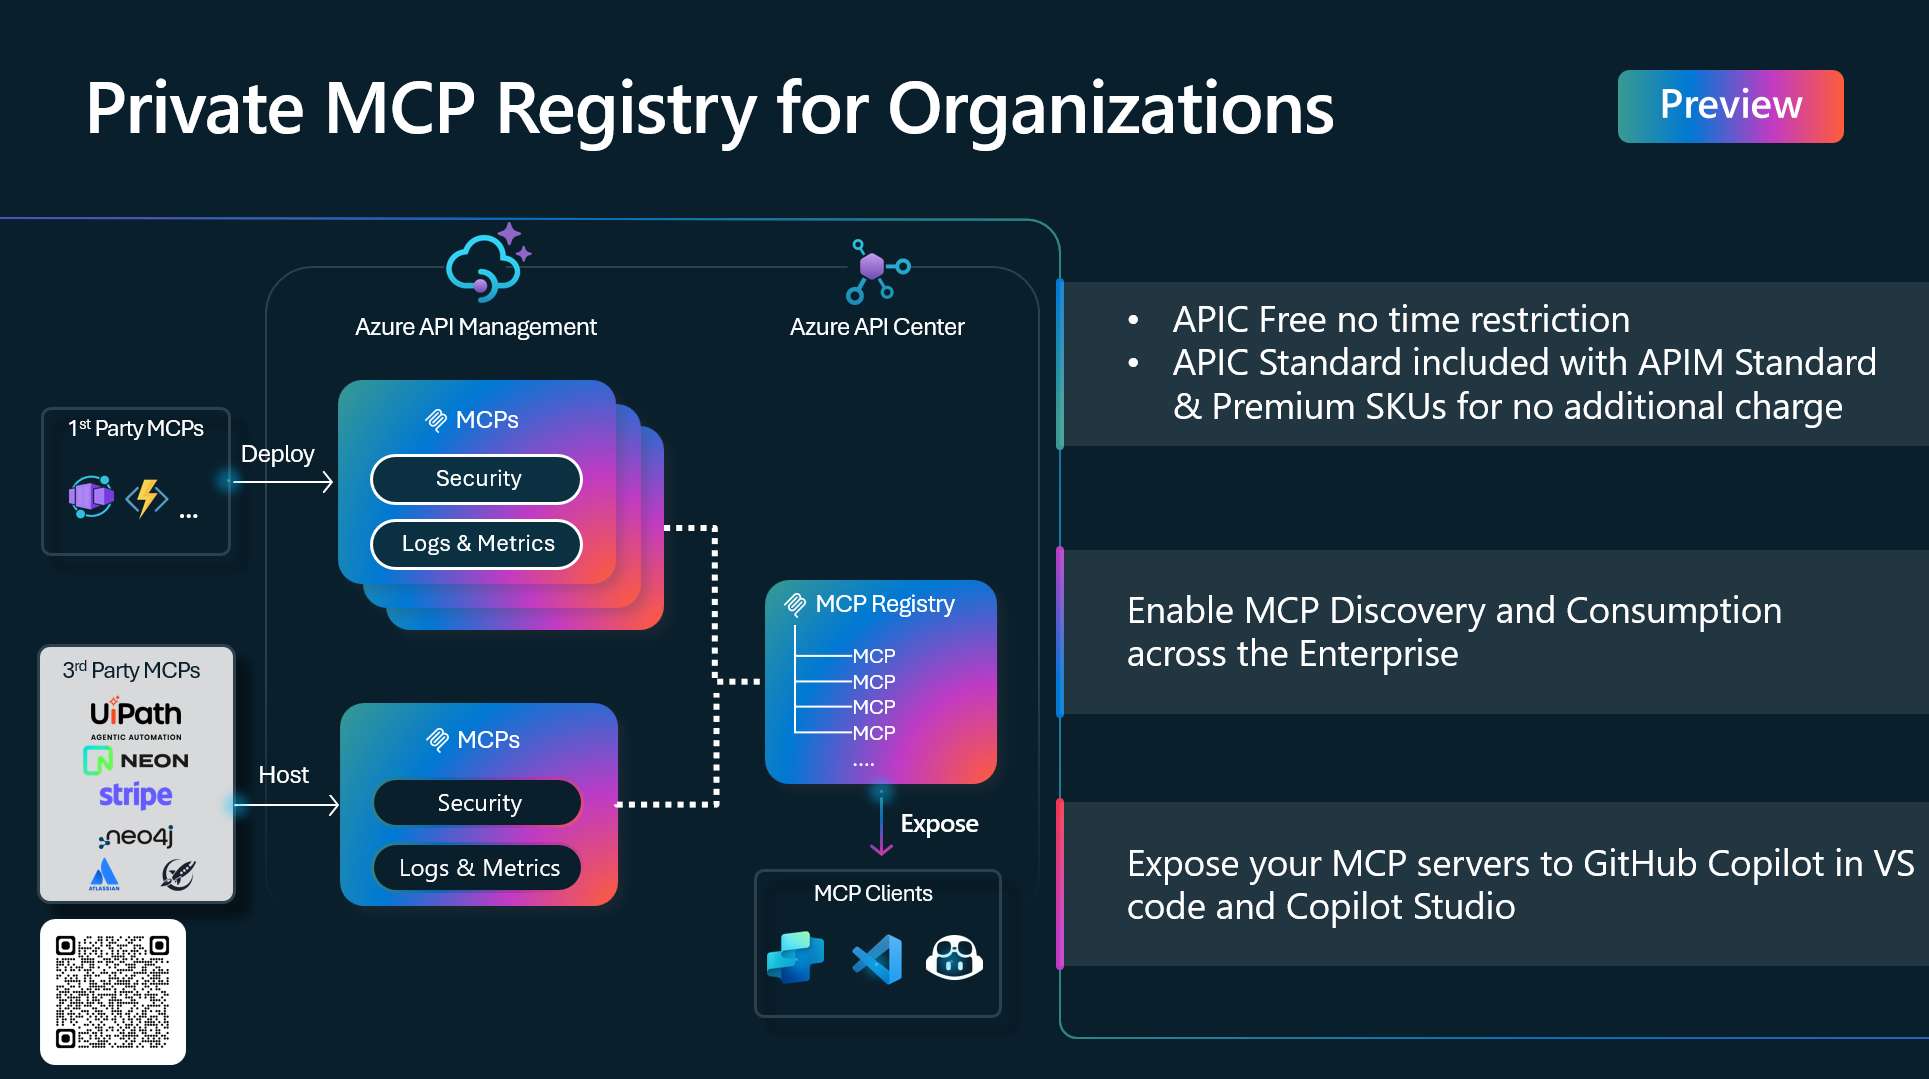 Private MCP Registry for Organizations
Preview
Azure API Management
Azure API Center
1st Party MCPs
...
Deploy
MCPs
Security
Logs & Metrics
3rd Party MCPs
UiPath
AGENTIC AUTOMATION
NEON
stripe
neo4j
ATLASSIAN
Host
MCPs
Security
Logs & Metrics
MCP Registry
MCP
MCP
MCP
MCP
....
Expose
MCP Clients
• APIC Free no time restriction
• APIC Standard included with APIM Standard
& Premium SKUs for no additional charge
Enable MCP Discovery and Consumption
across the Enterprise
Expose your MCP servers to GitHub Copilot in VS
code and Copilot Studio